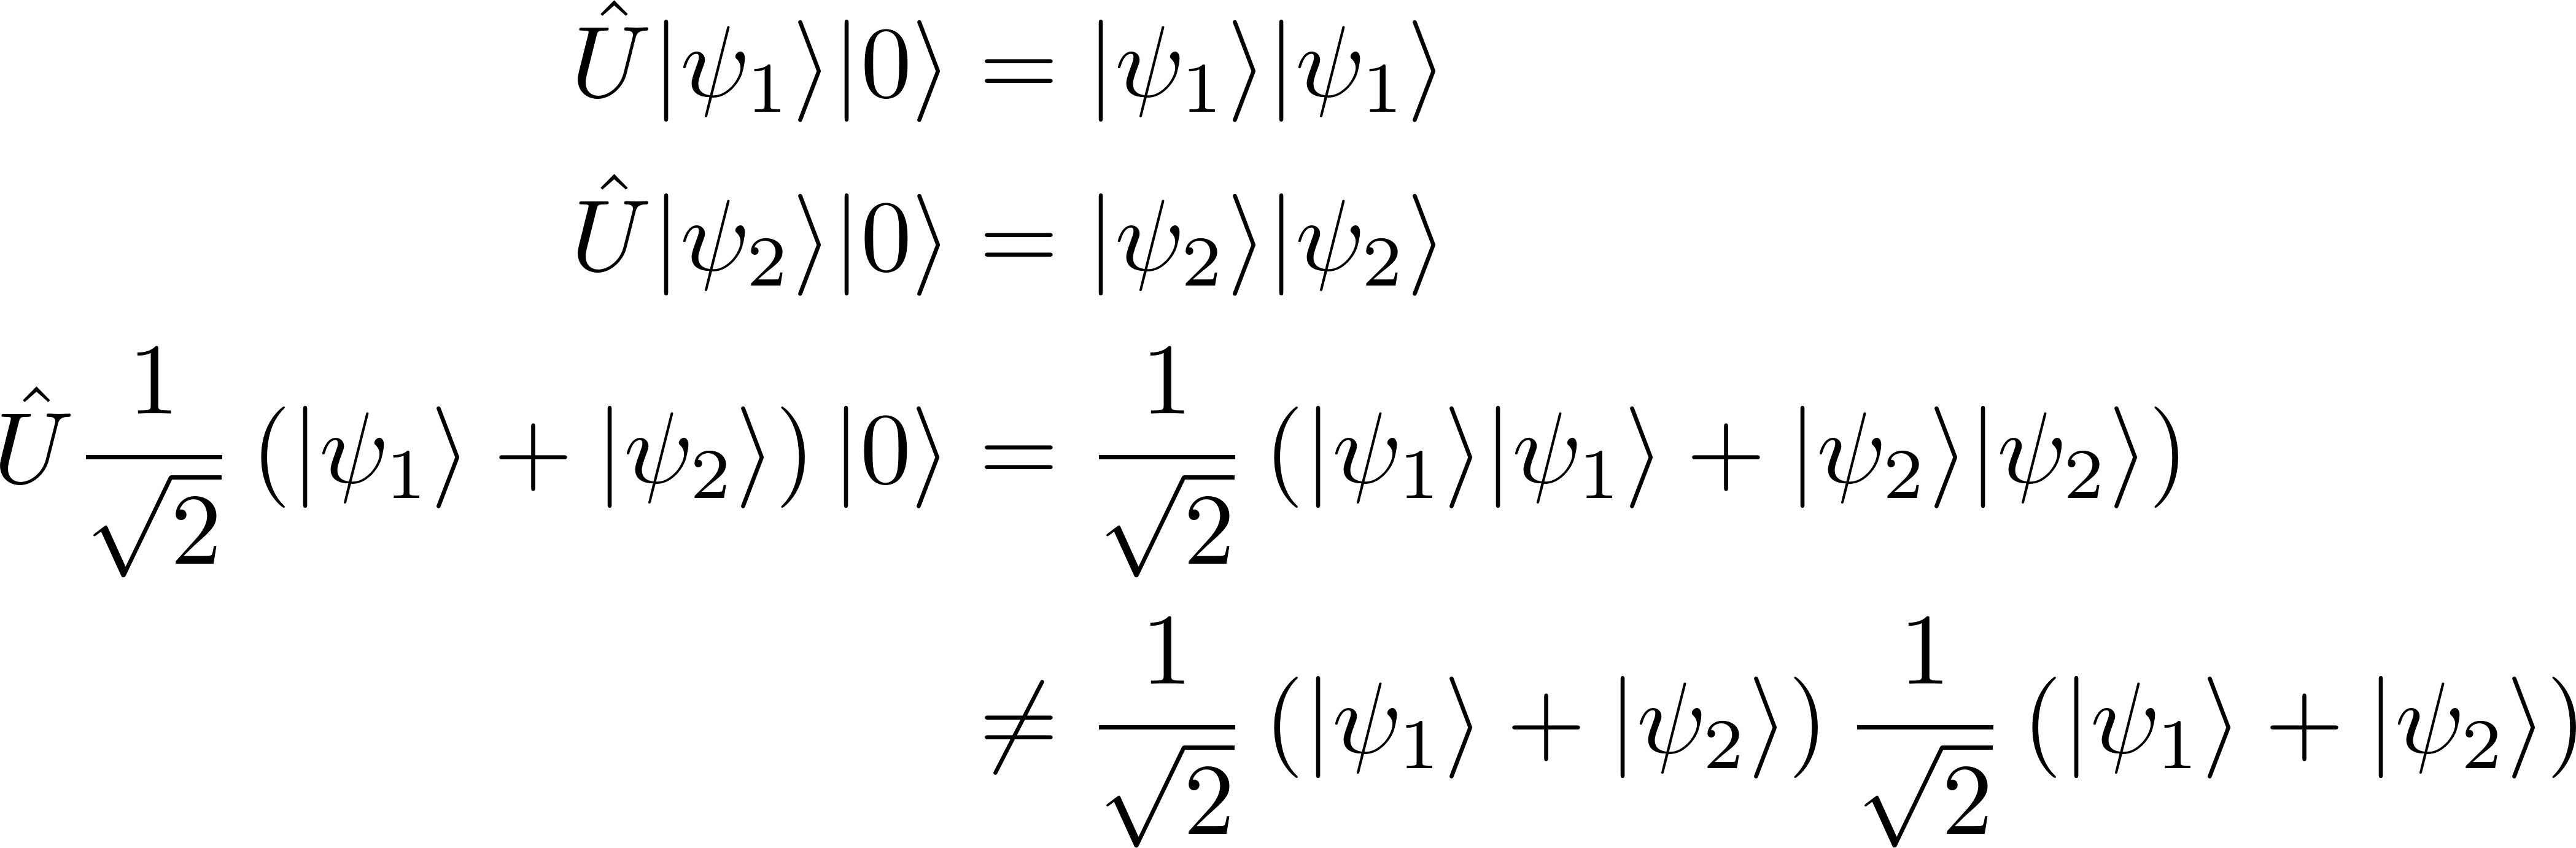 Û|ψ₁⟩|0⟩ = |ψ₁⟩|ψ₁⟩
Û|ψ₂⟩|0⟩ = |ψ₂⟩|ψ₂⟩
Û 1/√2 (|ψ₁⟩ + |ψ₂⟩) |0⟩ = 1/√2 (|ψ₁⟩|ψ₁⟩ + |ψ₂⟩|ψ₂⟩)
≠ 1/√2 (|ψ₁⟩ + |ψ₂⟩) 1/√2 (|ψ₁⟩ + |ψ₂⟩)